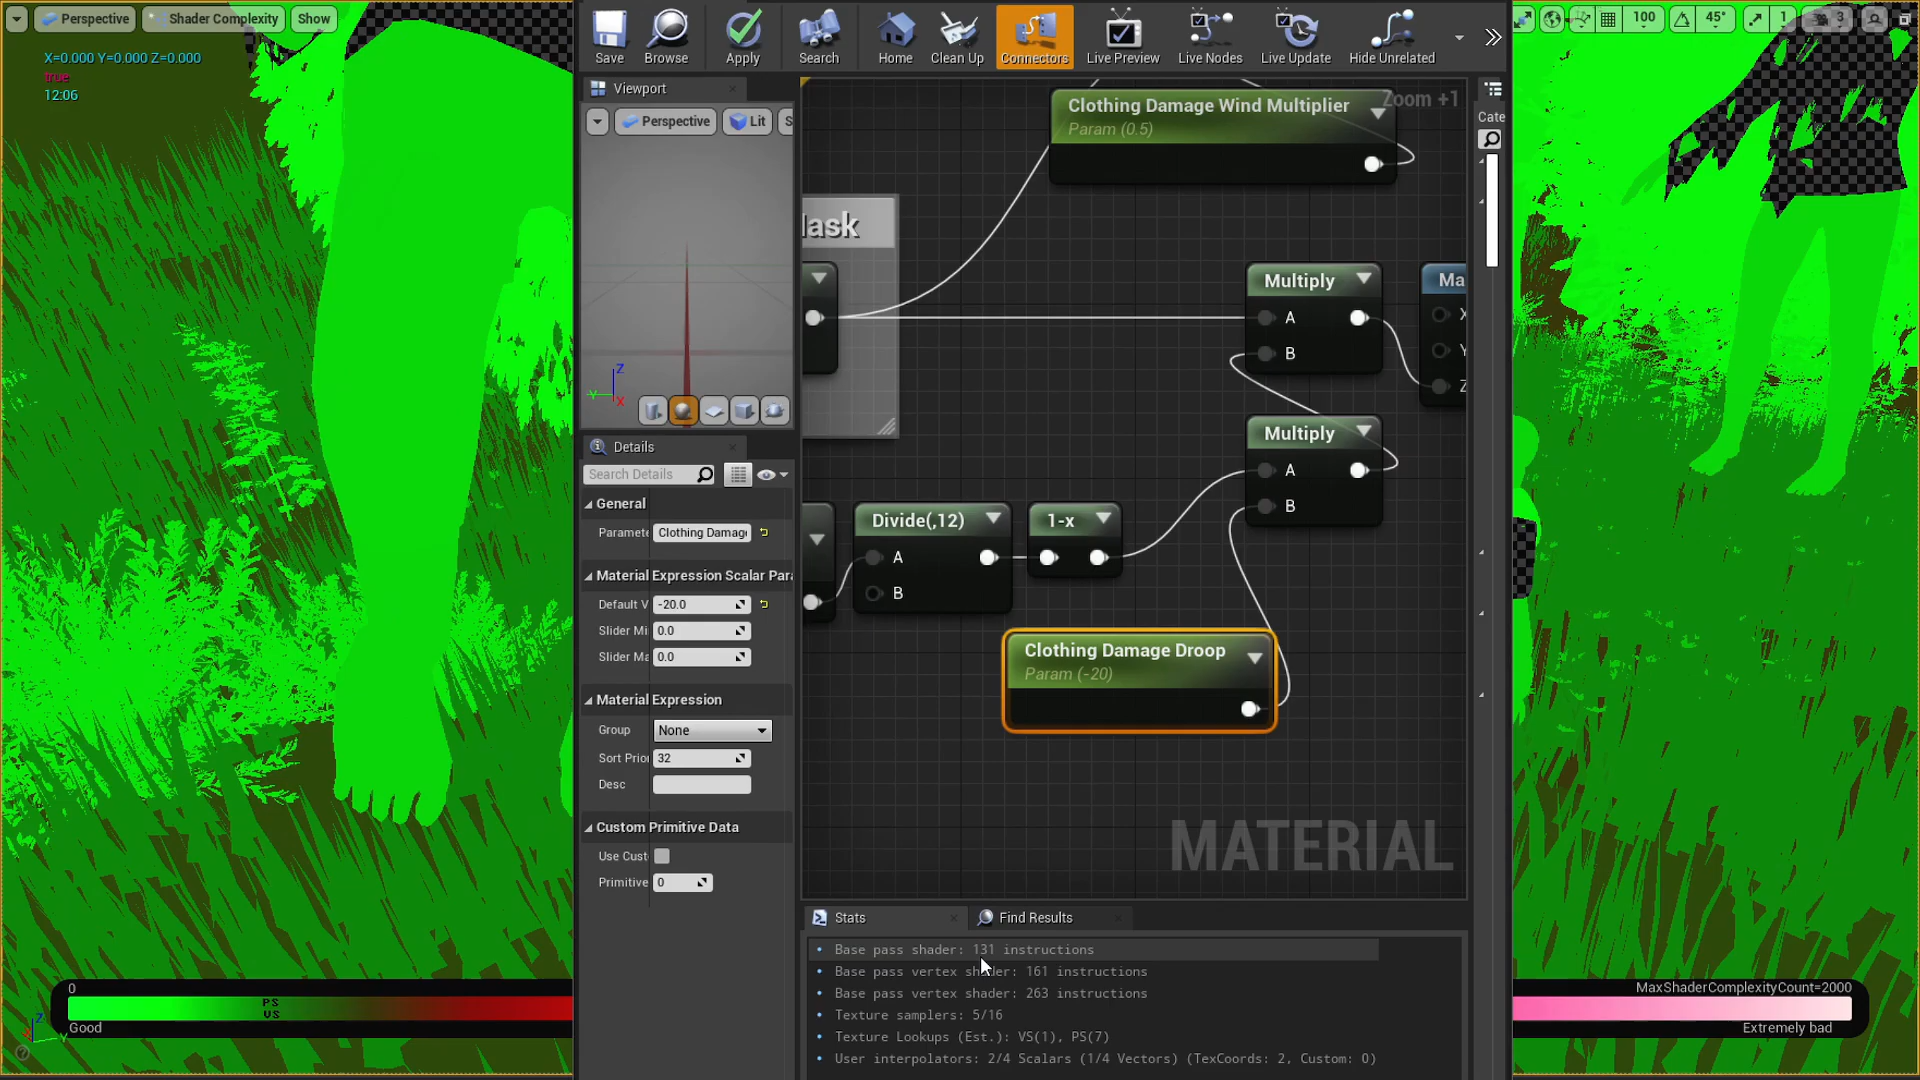 Perspective
Shader Complexity
Show
X=0.000 Y=0.000 Z=0.000
true
12:06
0
PS
VS
Good
Save
Browse
Apply
Search
Home
Clean Up
Connectors
Live Preview
Live Nodes
Live Update
Hide Unrelated
Viewport
Perspective
Lit
S
Z
Y
X
Details
Search Details
General
Paramete
Clothing Damag
Material Expression Scalar Para
Default V
-20.0
Slider Mi
0.0
Slider Ma
0.0
Material Expression
Group
None
Sort Prio
32
Desc
Custom Primitive Data
Use Cust
Primitive
0
Zoom +1
Clothing Damage Wind Multiplier
Param (0.5)
Mask
Multiply
A
B
Ma
X
Y
Z
Multiply
A
B
Divide(,12)
A
B
1-x
Clothing Damage Droop
Param (-20)
MATERIAL
Stats
Find Results
• Base pass shader: 131 instructions
• Base pass vertex shader: 161 instructions
• Base pass vertex shader: 263 instructions
• Texture samplers: 5/16
• Texture Lookups (Est.): VS(1), PS(7)
• User interpolators: 2/4 Scalars (1/4 Vectors) (TexCoords: 2, Custom: 0)
Cate
100
45°
1
3
MaxShaderComplexityCount=2000
Extremely bad